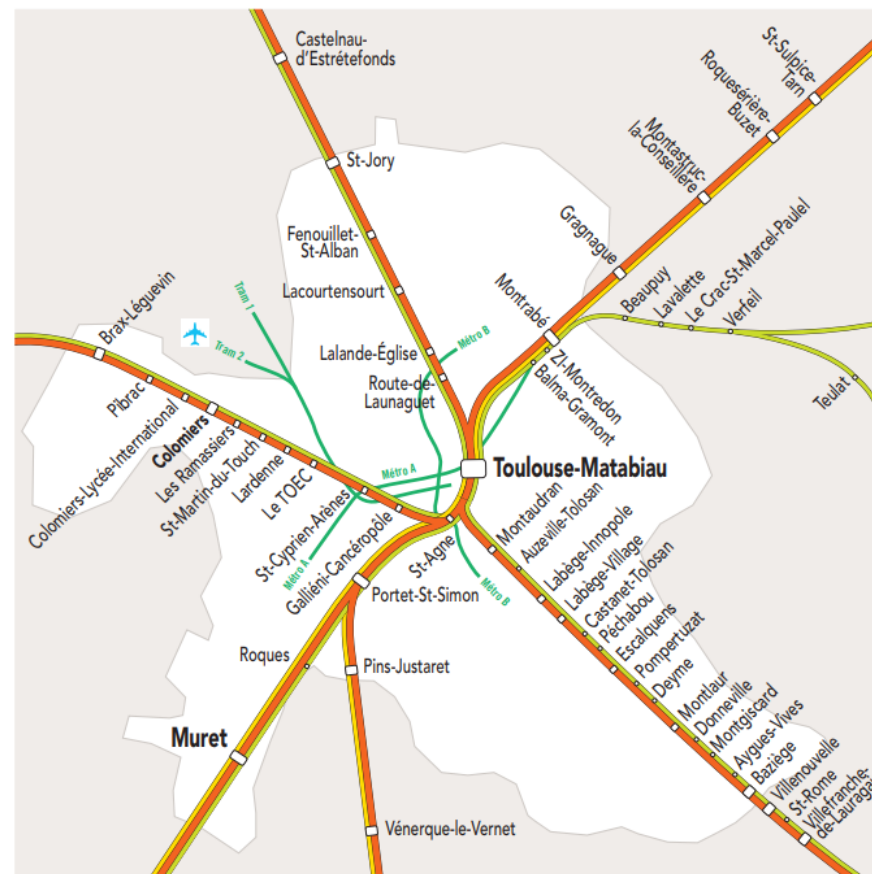 Castelnau-
d'Estrétefonds
St-Jory
Fenouillet-
St-Alban
Lacourtensourt
Lalande-Église
Route-de-
Launaguet
Métro B
St-Sulpice-
Tarn
Roquesérière-
Buzet
Montastruc-
la-Conseillère
Gragnague
Montrabé
Beaupuy
Lavalette
Le Crac-St-Marcel-Paulel
Verfeil
Teulat
ZI-Montredon
Balma-Gramont
Tram 1
Tram 2
Brax-Léguevin
Pibrac
Colomiers-Lycée-International
Colomiers
Les Ramassiers
St-Martin-du-Touch
Lardenne
Le TOEC
St-Cyprien-Arènes
Galliéni-Cancéropôle
Métro A
Métro A
Toulouse-Matabiau
St-Agne
Métro B
Portet-St-Simon
Roques
Pins-Justaret
Muret
Vénerque-le-Vernet
Montaudran
Auzeville-Tolosan
Labège-Innopole
Labège-Village
Castanet-Tolosan
Péchabou
Escalquens
Pompertuzat
Deyme
Montlaur
Donneville
Montgiscard
Aygues-Vives
Baziège
Villenouvelle
St-Rome
Villefranche-
de-Lauragais